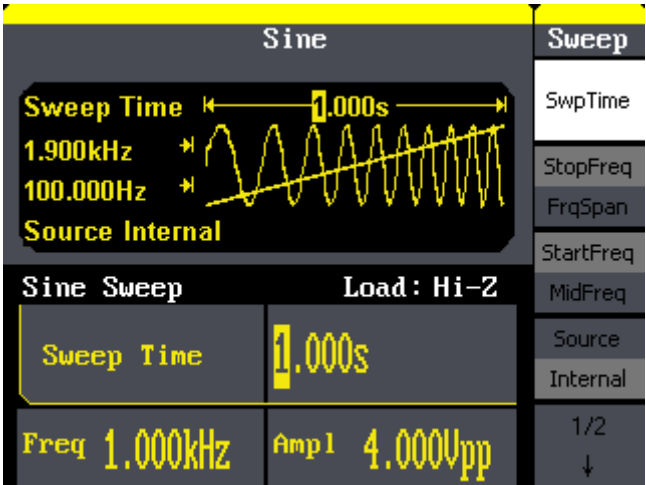 Sine
Sweep Time 1.000s
1.900kHz
100.000Hz
Source Internal
Sine Sweep Load: Hi-Z
Sweep Time 1.000s
Freq 1.000kHz Ampl 4.000Vpp
Sweep
SwpTime
StopFreq
FrqSpan
StartFreq
MidFreq
Source
Internal
1/2
↓